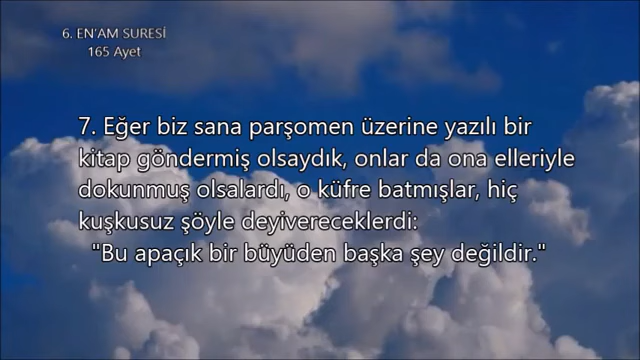 6. EN'AM SURESİ
165 Ayet
7. Eğer biz sana parşomen üzerine yazılı bir
kitap göndermiş olsaydık, onlar da ona elleriyle
dokunmuş olsalardı, o küfre batmışlar, hiç
kuşkusuz şöyle deyivereceklerdi:
"Bu apaçık bir büyüden başka şey değildir."